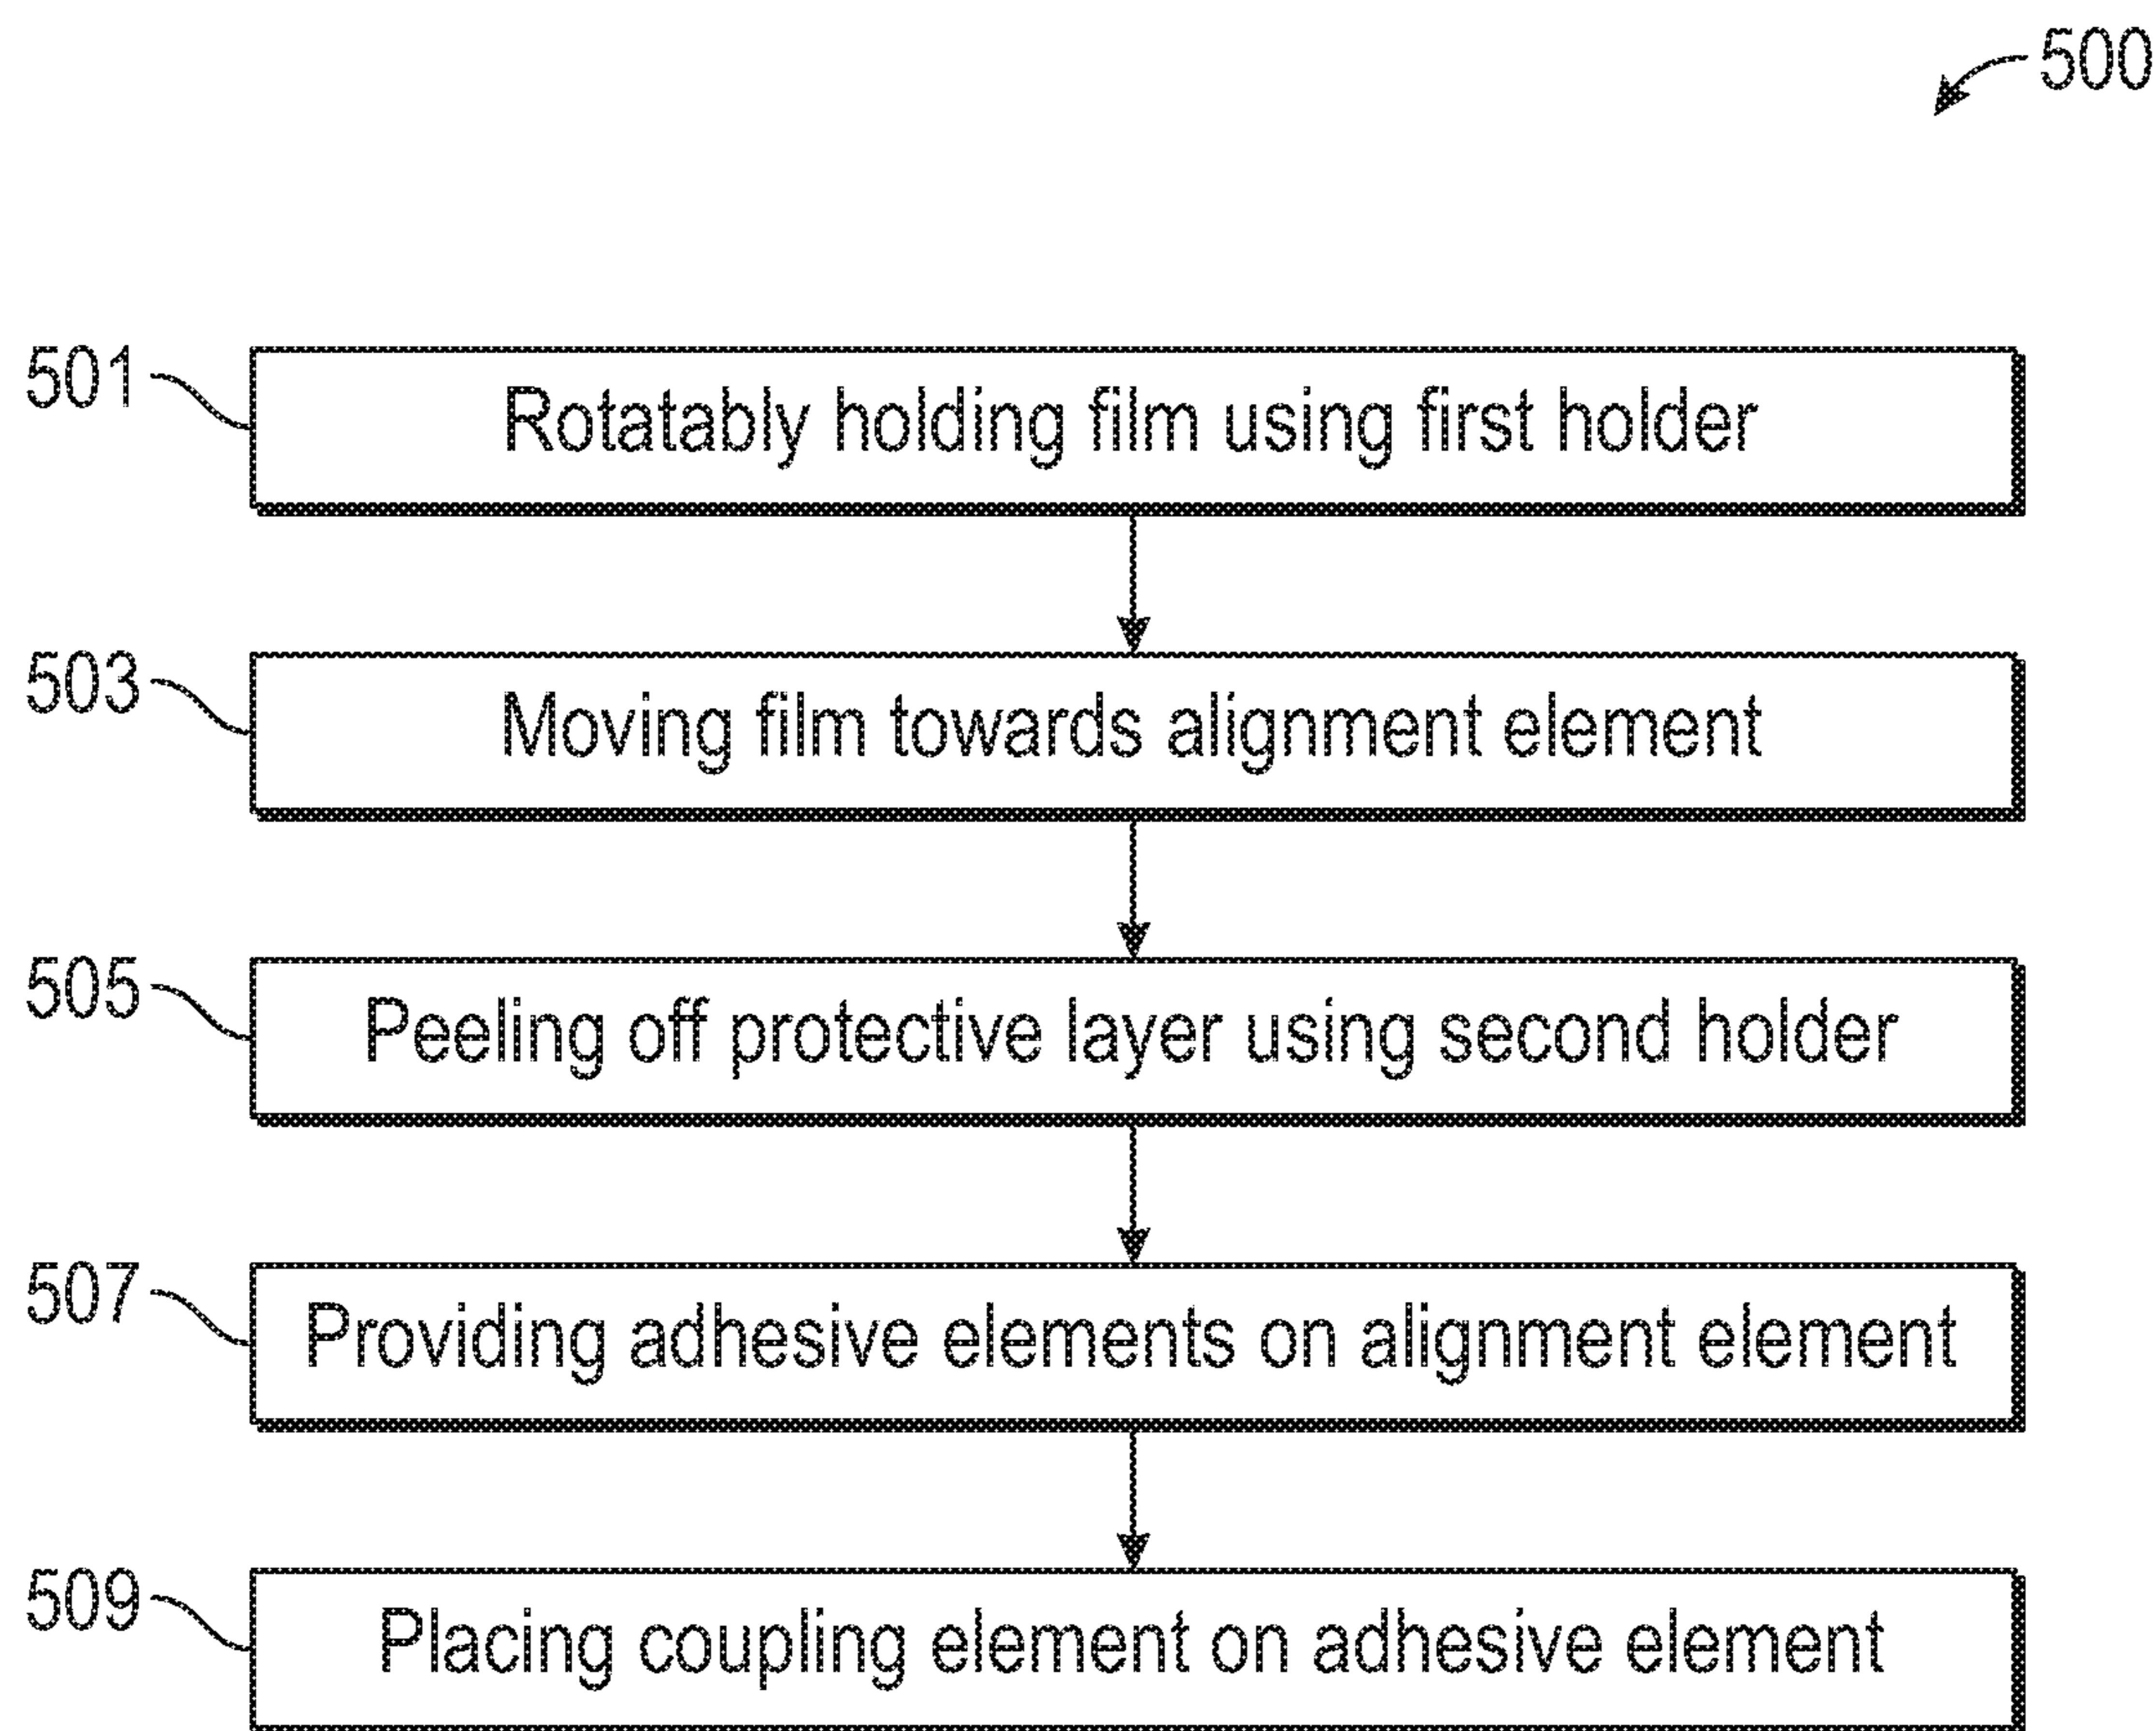 500
501 Rotatably holding film using first holder
503 Moving film towards alignment element
505 Peeling off protective layer using second holder
507 Providing adhesive elements on alignment element
509 Placing coupling element on adhesive element